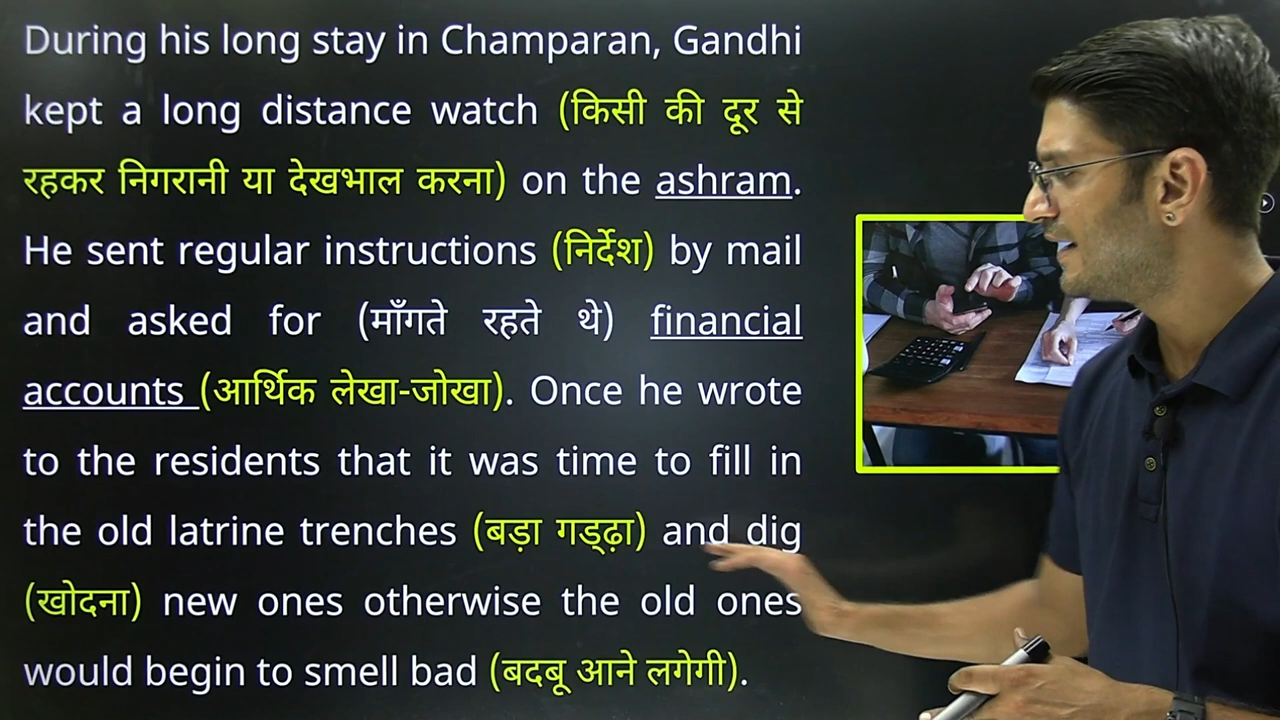 During his long stay in Champaran, Gandhi
kept a long distance watch (किसी की दूर से
रहकर निगरानी या देखभाल करना) on the ashram.
He sent regular instructions (निर्देश) by mail
and asked for (माँगते रहते थे) financial
accounts (आर्थिक लेखा-जोखा). Once he wrote
to the residents that it was time to fill in
the old latrine trenches (बड़ा गड्ढ़ा) and dig
(खोदना) new ones otherwise the old ones
would begin to smell bad (बदबू आने लगेगी).